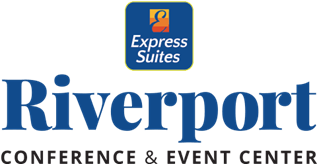 Express
Suites
Riverport
CONFERENCE & EVENT CENTER